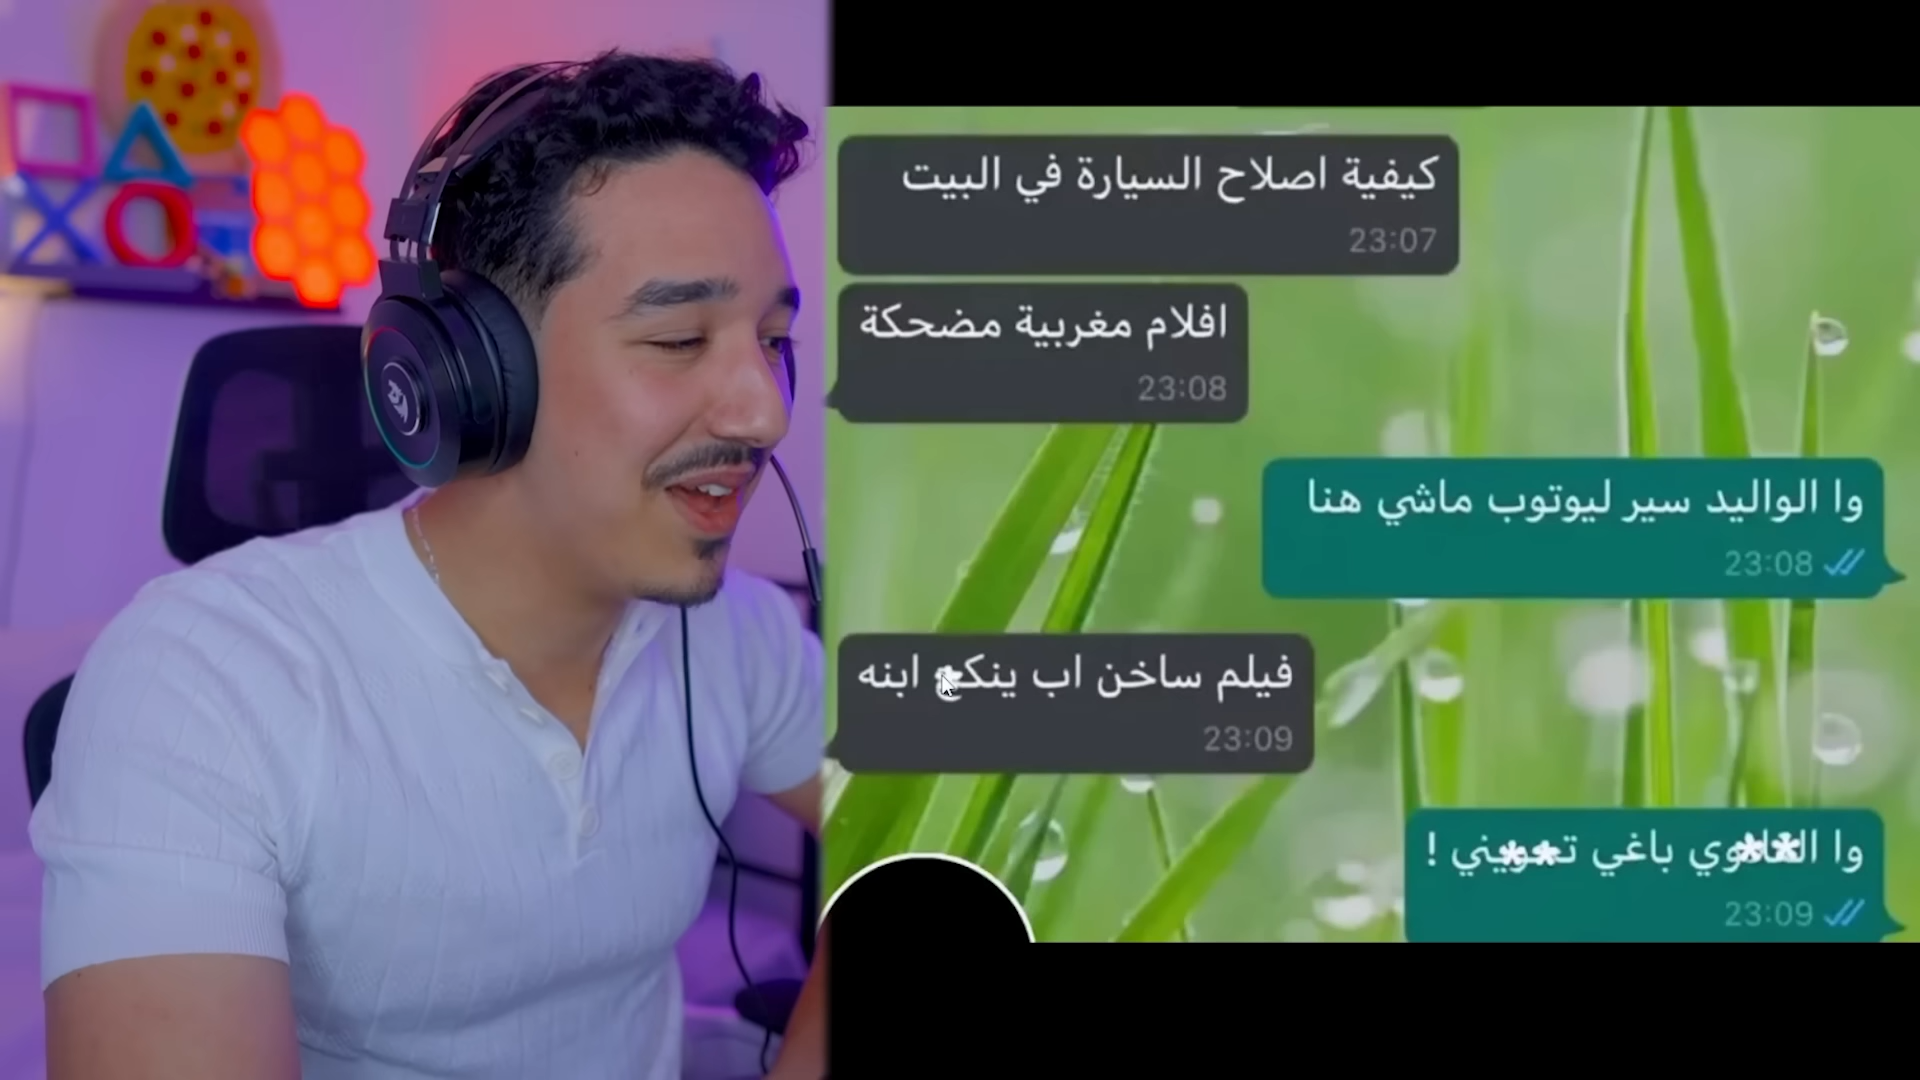 كيفية اصلاح السيارة في البيت
23:07
افلام مغربية مضحكة
23:08
وا الواليد سير ليوتوب ماشي هنا
23:08
فيلم ساخن اب ينكح ابنه
23:09
وا باغي !
23:09